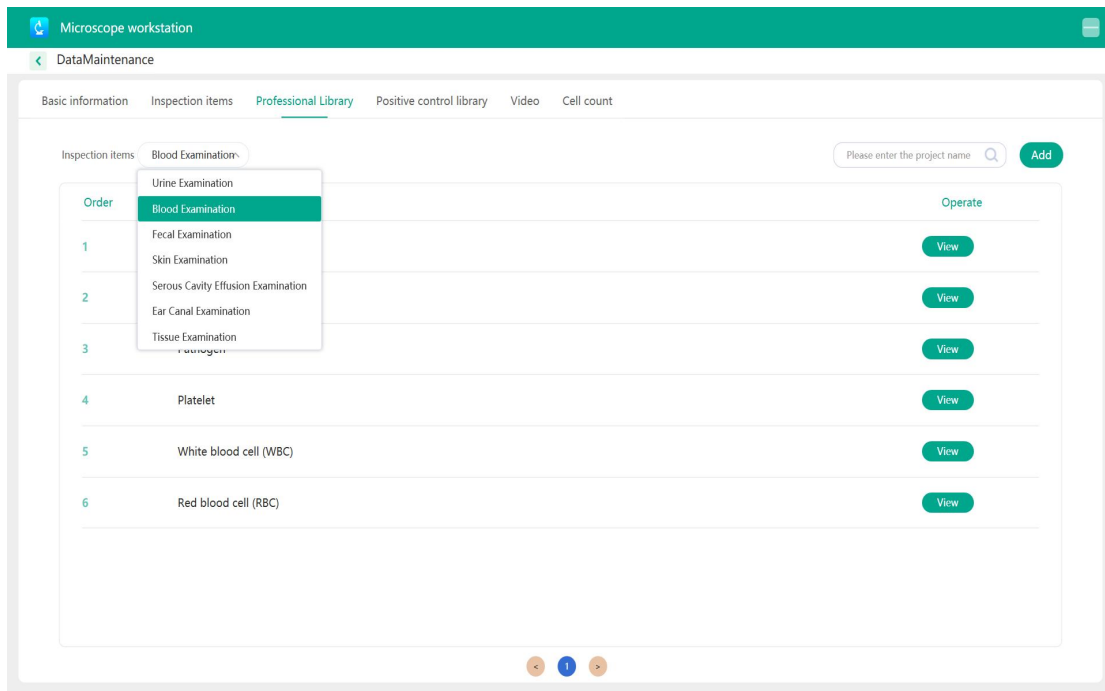 Microscope workstation
DataMaintenance
Basic information Inspection items Professional Library Positive control library Video Cell count
Inspection items Blood Examination Please enter the project name Add
Urine Examination
Order Blood Examination Operate
Fecal Examination
1 View
Skin Examination
Serous Cavity Effusion Examination
2 View
Ear Canal Examination
Tissue Examination
3 Pathogen View
4 Platelet View
5 White blood cell (WBC) View
6 Red blood cell (RBC) View
< 1 >